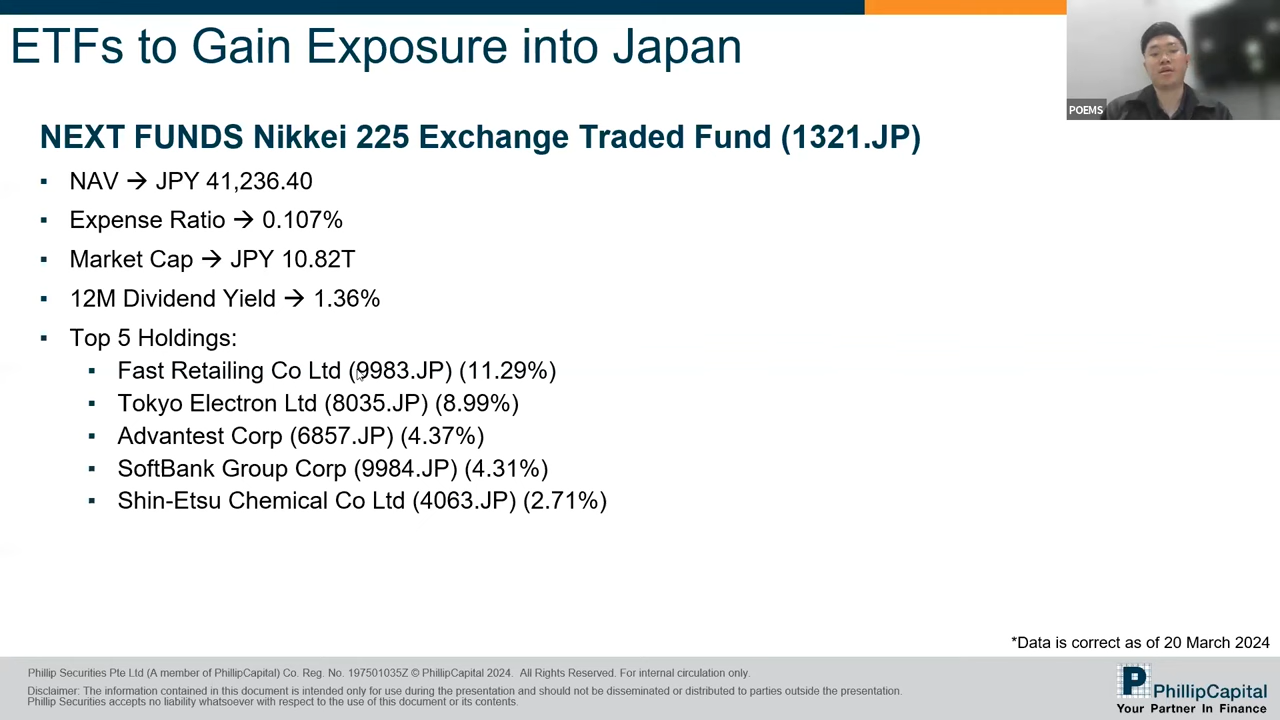 ETFs to Gain Exposure into Japan
POEMS
NEXT FUNDS Nikkei 225 Exchange Traded Fund (1321.JP)
▪ NAV → JPY 41,236.40
▪ Expense Ratio → 0.107%
▪ Market Cap → JPY 10.82T
▪ 12M Dividend Yield → 1.36%
▪ Top 5 Holdings:
▪ Fast Retailing Co Ltd (9983.JP) (11.29%)
▪ Tokyo Electron Ltd (8035.JP) (8.99%)
▪ Advantest Corp (6857.JP) (4.37%)
▪ SoftBank Group Corp (9984.JP) (4.31%)
▪ Shin-Etsu Chemical Co Ltd (4063.JP) (2.71%)
*Data is correct as of 20 March 2024
Phillip Securities Pte Ltd (A member of PhillipCapital) Co. Reg. No. 197501035Z © PhillipCapital 2024. All Rights Reserved. For internal circulation only.
Disclaimer: The information contained in this document is intended only for use during the presentation and should not be disseminated or distributed to parties outside the presentation.
Phillip Securities accepts no liability whatsoever with respect to the use of this document or its contents.
P PhillipCapital
Your Partner In Finance